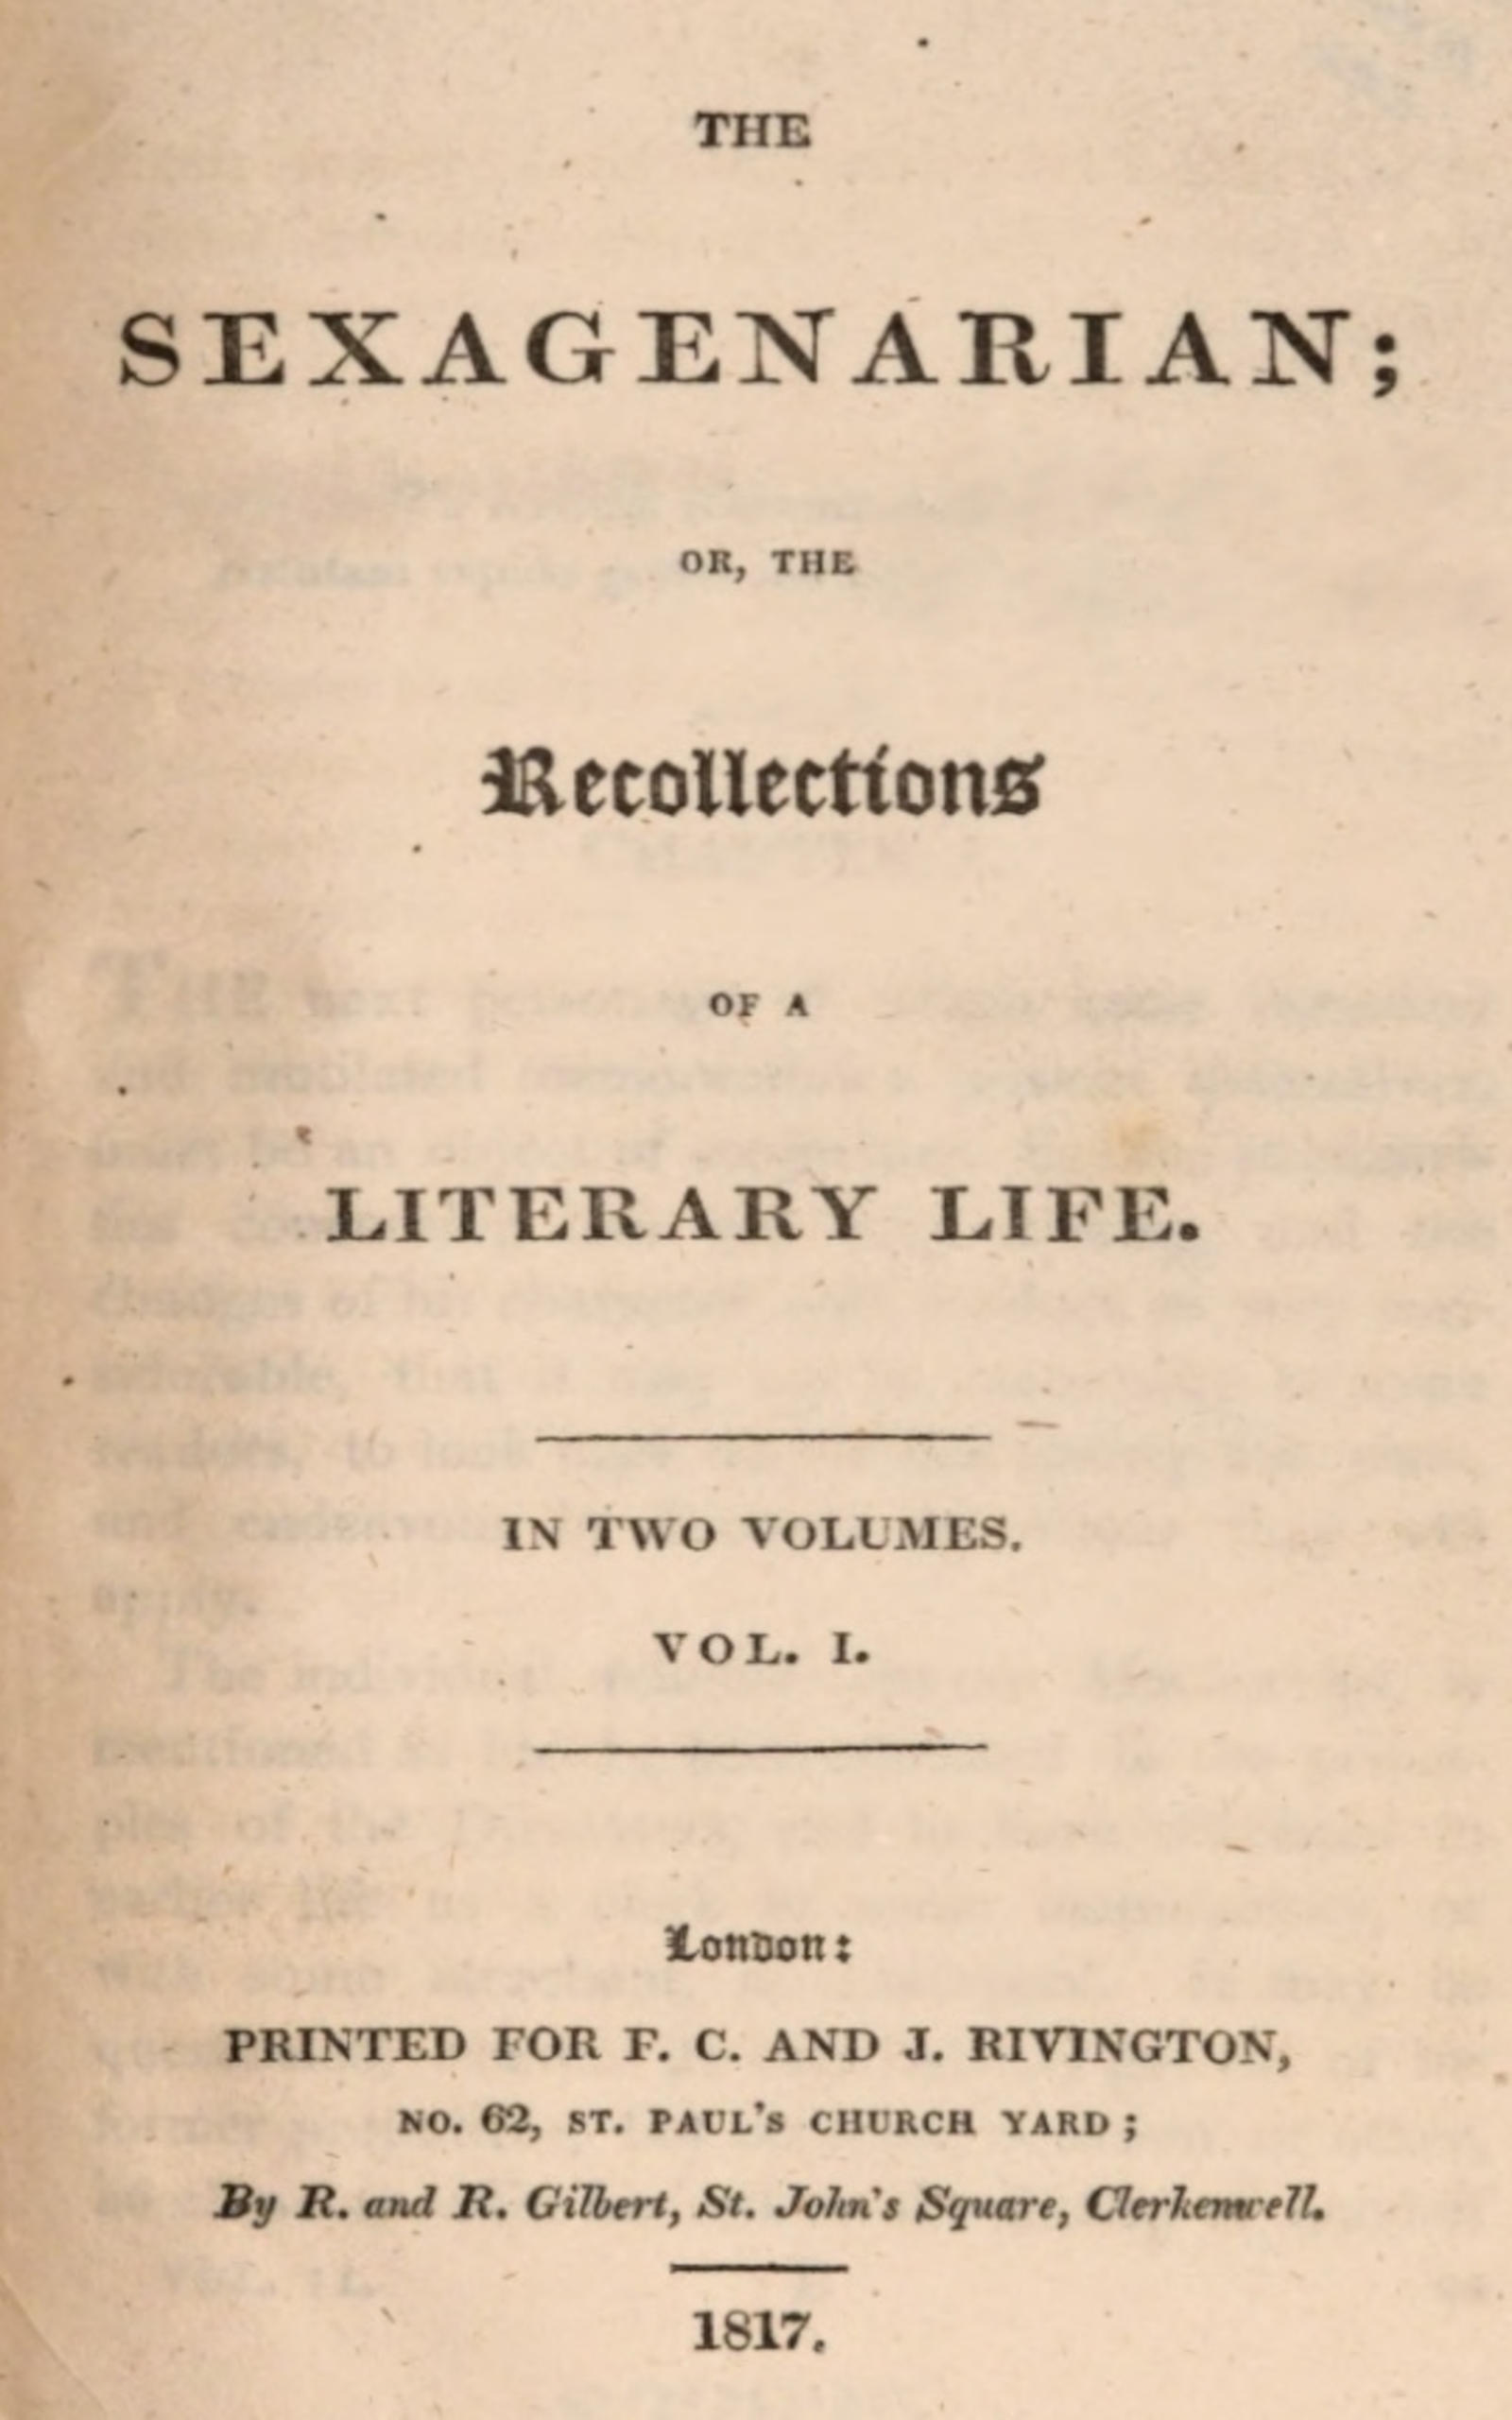 THE
SEXAGENARIAN;
OR, THE
Recollections
OF A
LITERARY LIFE.
IN TWO VOLUMES.
VOL. I.
London:
PRINTED FOR F. C. AND J. RIVINGTON,
NO. 62, ST. PAUL'S CHURCH YARD;
By R. and R. Gilbert, St. John's Square, Clerkenwell.
1817.